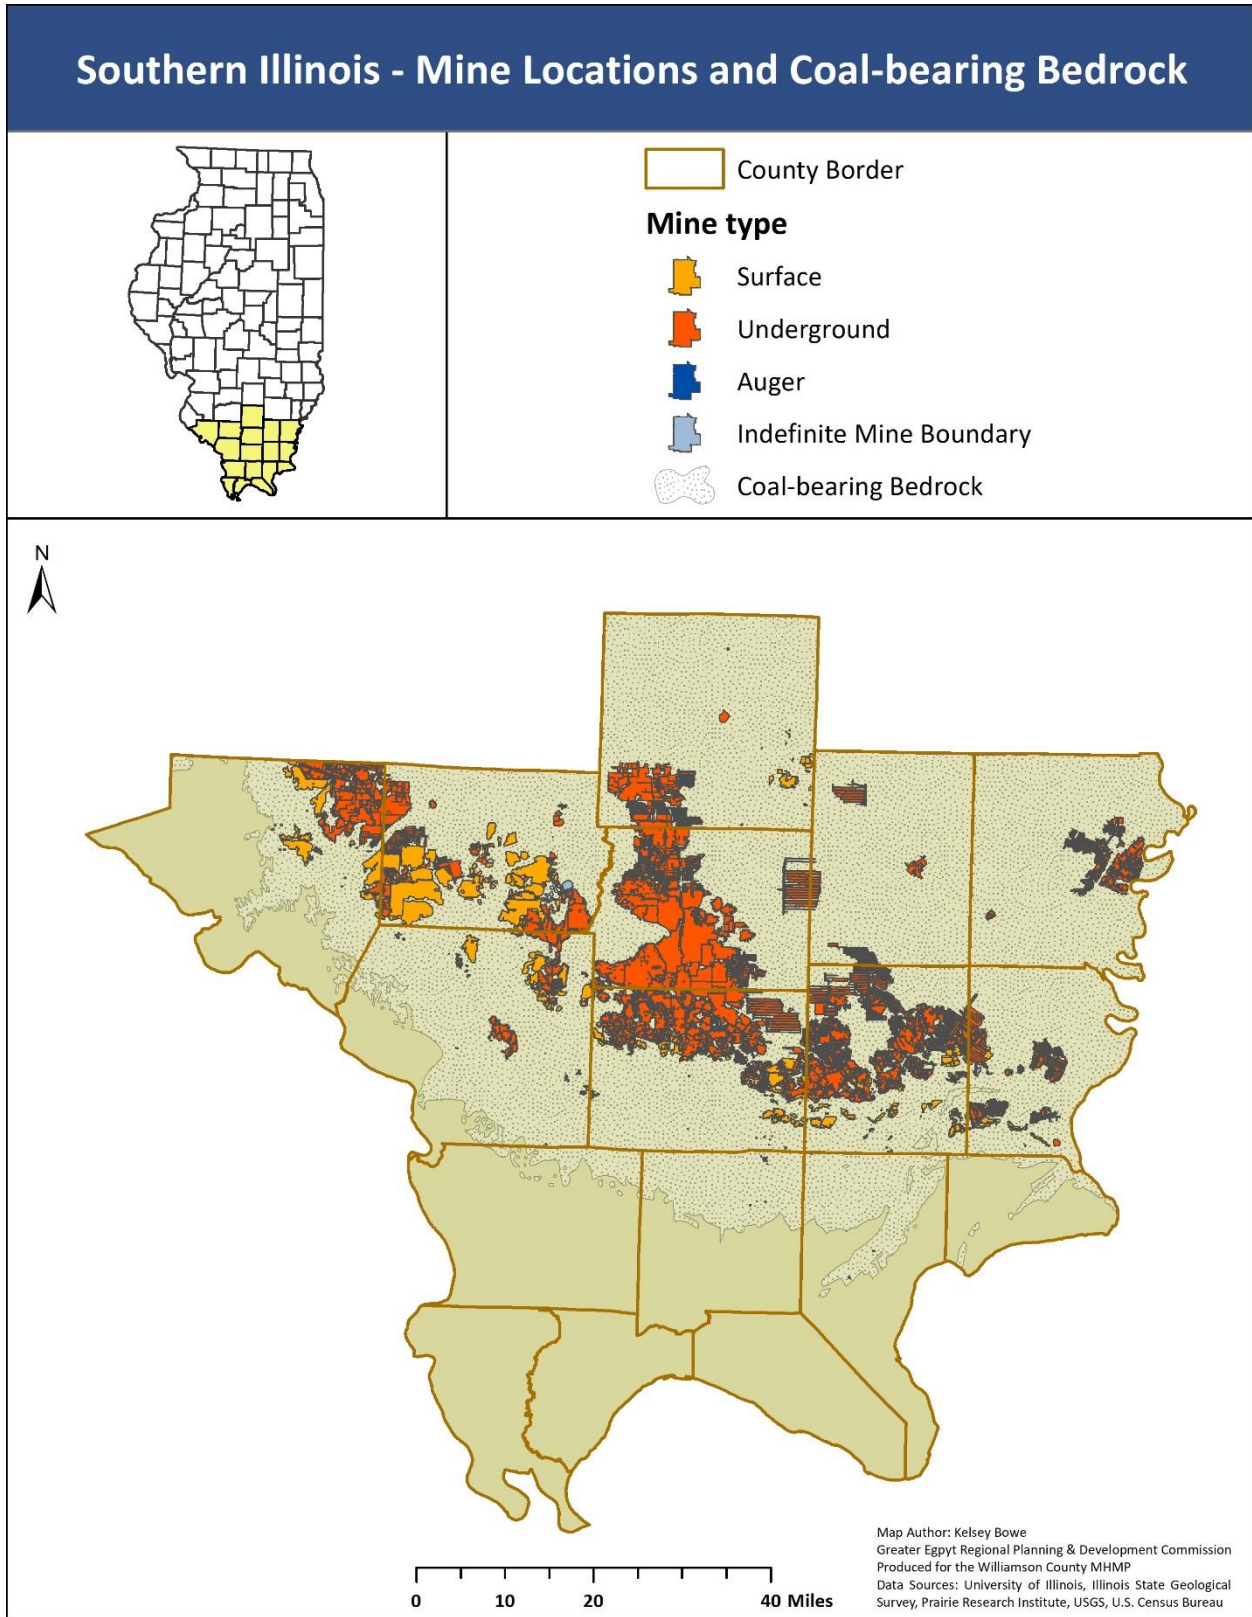 Southern Illinois - Mine Locations and Coal-bearing Bedrock
County Border
Mine type
Surface
Underground
Auger
Indefinite Mine Boundary
Coal-bearing Bedrock
N
0 10 20 40 Miles
Map Author: Kelsey Bowe
Greater Egpyt Regional Planning & Development Commission
Produced for the Williamson County MHMP
Data Sources: University of Illinois, Illinois State Geological
Survey, Prairie Research Institute, USGS, U.S. Census Bureau